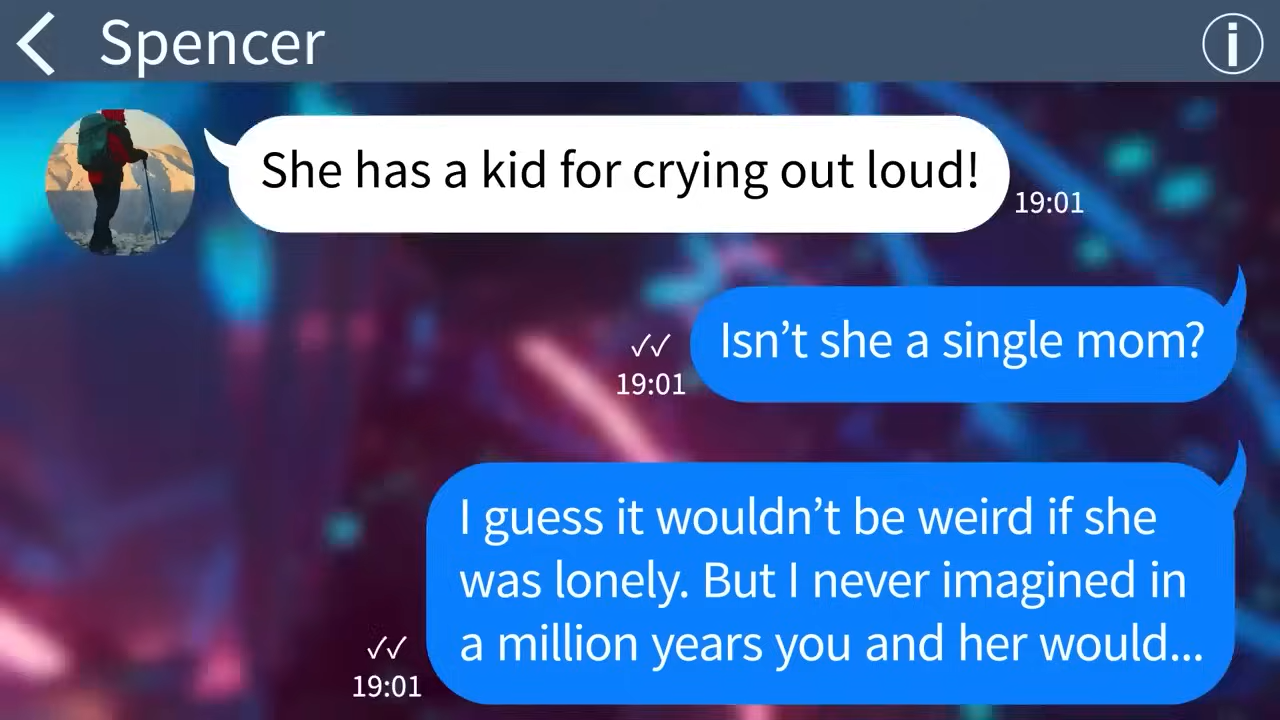 Spencer
She has a kid for crying out loud!
19:01
Isn’t she a single mom?
✓✓
19:01
I guess it wouldn’t be weird if she
was lonely. But I never imagined in
a million years you and her would...
✓✓
19:01